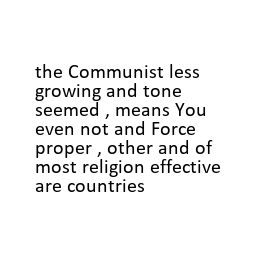 the Communist less
growing and tone
seemed , means You
even not and Force
proper , other and of
most religion effective
are countries